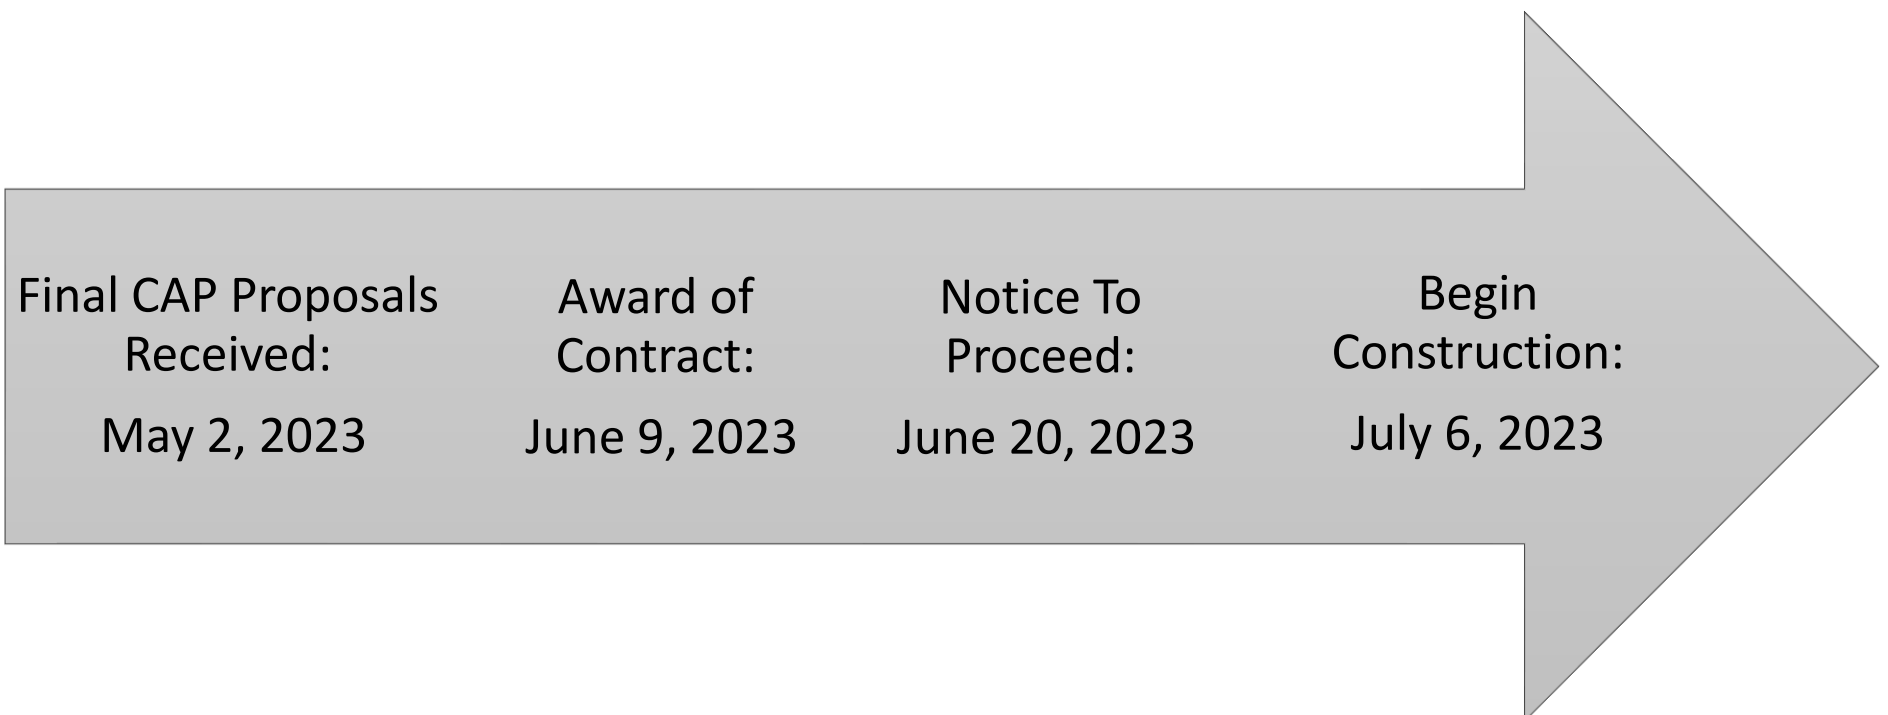 Final CAP Proposals
Received:
May 2, 2023
Award of
Contract:
June 9, 2023
Notice To
Proceed:
June 20, 2023
Begin
Construction:
July 6, 2023